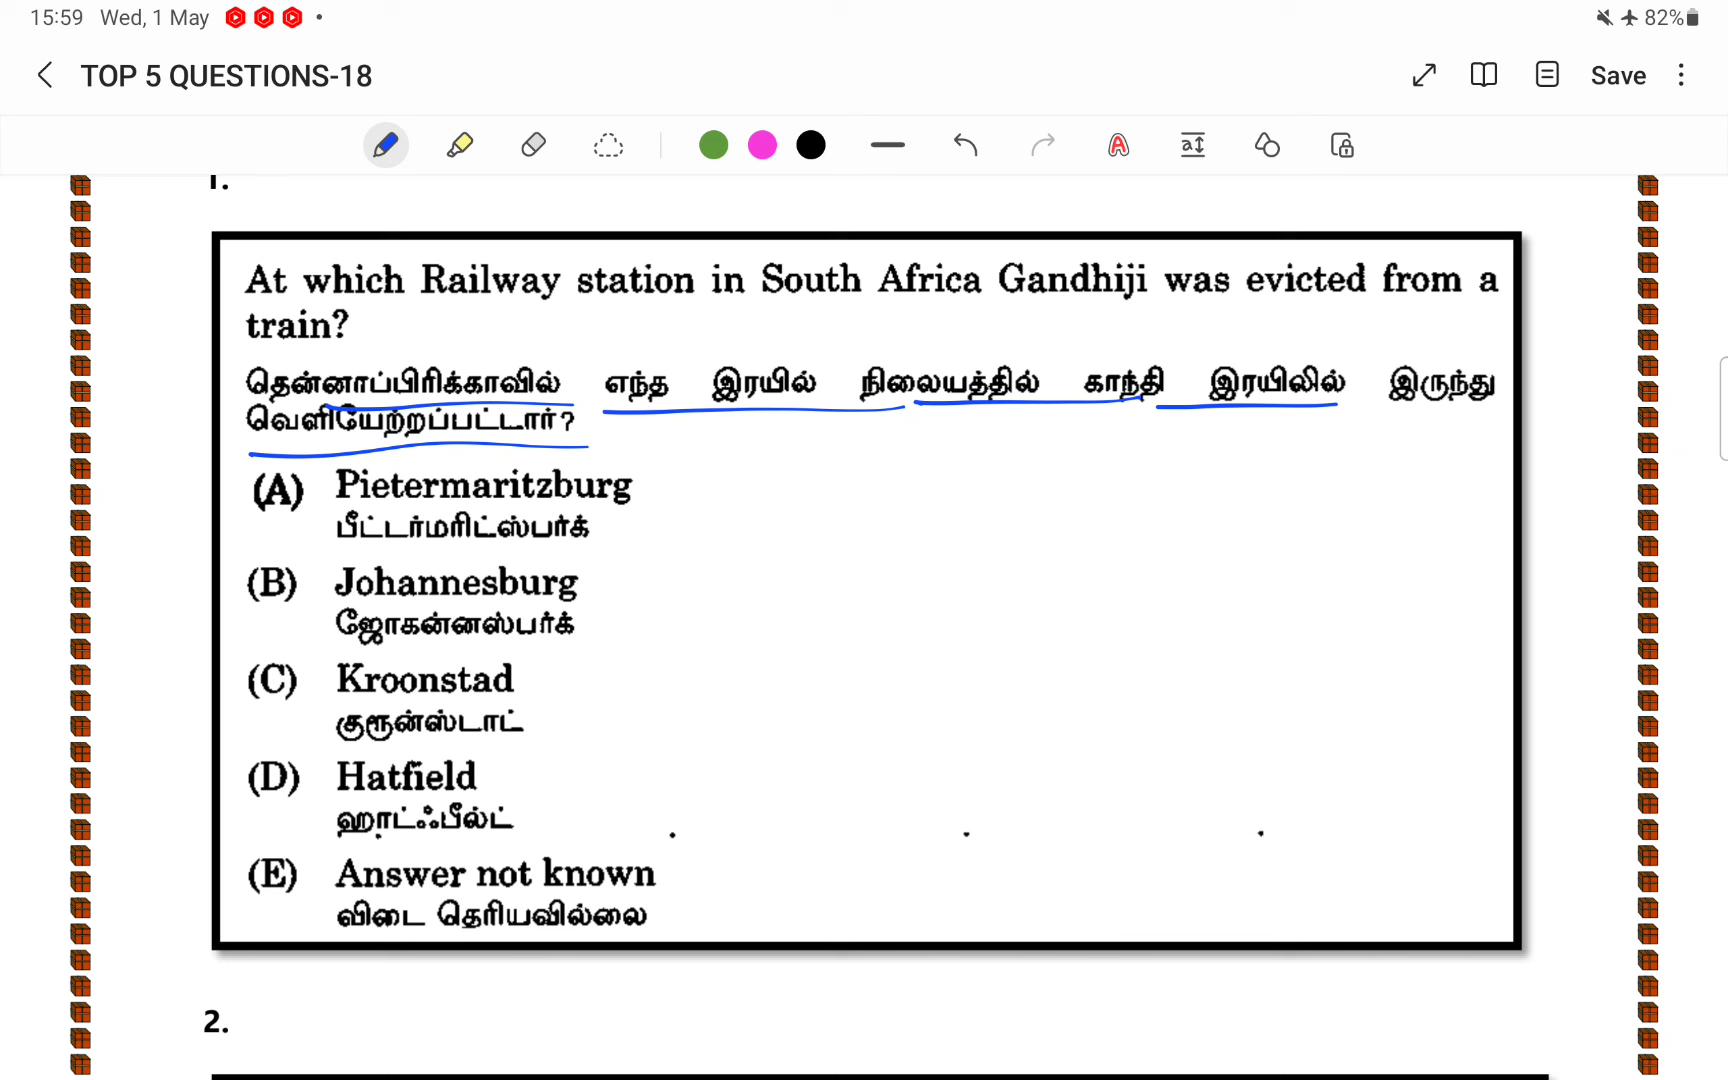 15:59 Wed, 1 May
82%
TOP 5 QUESTIONS-18
Save
1.
At which Railway station in South Africa Gandhiji was evicted from a
train?
தென்னாப்பிரிக்காவில் எந்த இரயில் நிலையத்தில் காந்தி இரயிலில் இருந்து
வெளியேற்றப்பட்டார்?
(A) Pietermaritzburg
பீட்டர்மரிட்ஸ்பர்க்
(B) Johannesburg
ஜோகன்னஸ்பர்க்
(C) Kroonstad
குரூன்ஸ்டாட்
(D) Hatfield
ஹாட்ஃபீல்ட்
(E) Answer not known
விடை தெரியவில்லை
2.